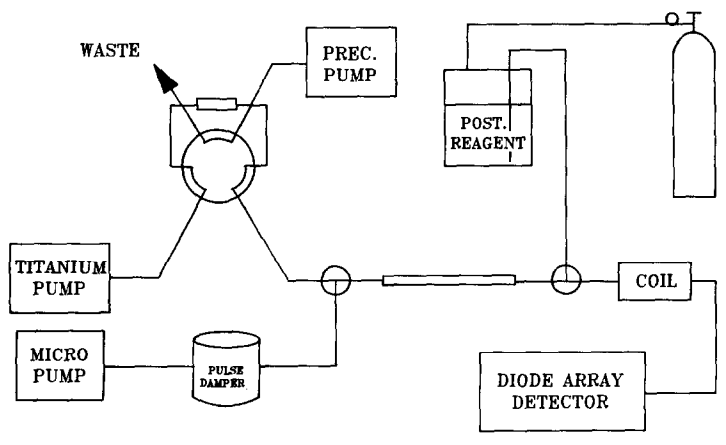 WASTE
PREC.
PUMP
POST.
REAGENT
TITANIUM
PUMP
COIL
MICRO
PUMP
PULSE
DAMPER
DIODE ARRAY
DETECTOR